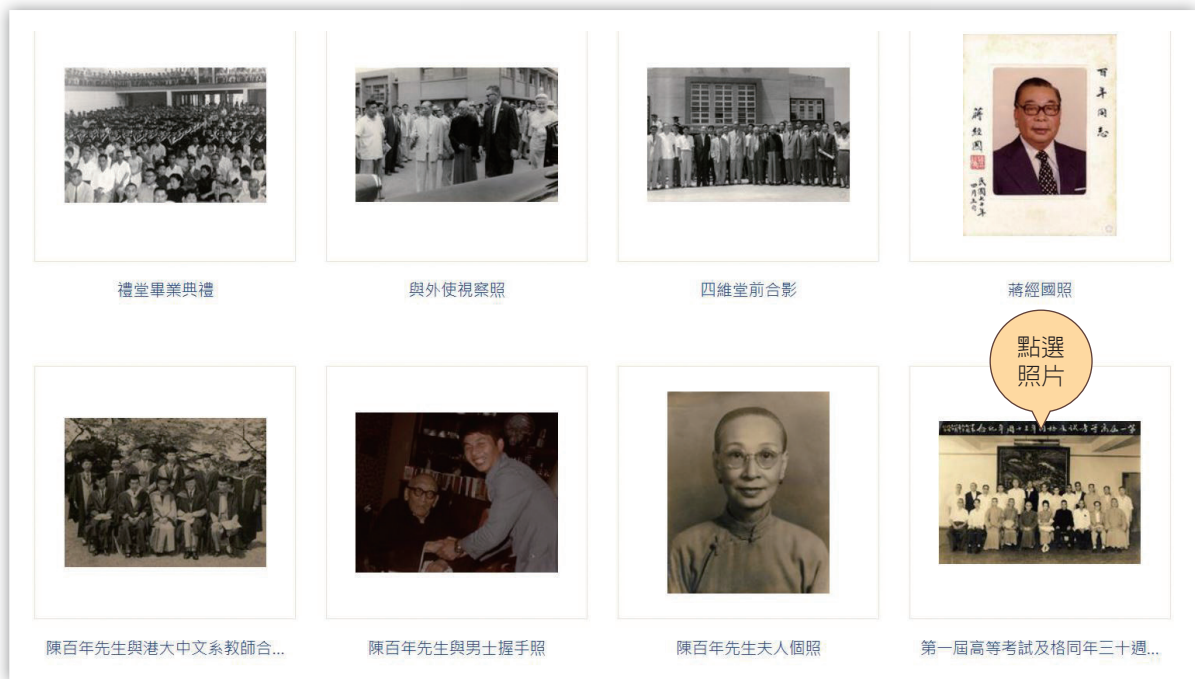 百年同志
蔣經國
禮堂畢業典禮
與外使視察照
四維堂前合影
蔣經國照
點選
照片
陳百年先生與港大中文系教師合...
陳百年先生與男士握手照
陳百年先生夫人個照
第一屆高等考試及格同年三十週...